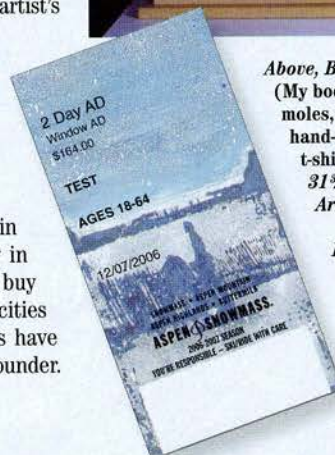 artist's
in
in
buy
cities
s have
ounder.
2 Day AD
Window AD
$164.00
TEST
AGES 18-64
12/07/2006
SNOWMASS • ASPEN MOUNTAIN
ASPEN HIGHLANDS • BUTTERMILK
ASPEN SNOWMASS.
2006-2007 SEASON
YOU'RE RESPONSIBLE – SKI/RIDE WITH CARE
Above, B
(My bo
moles,
hand-
t-shi
31
Ar